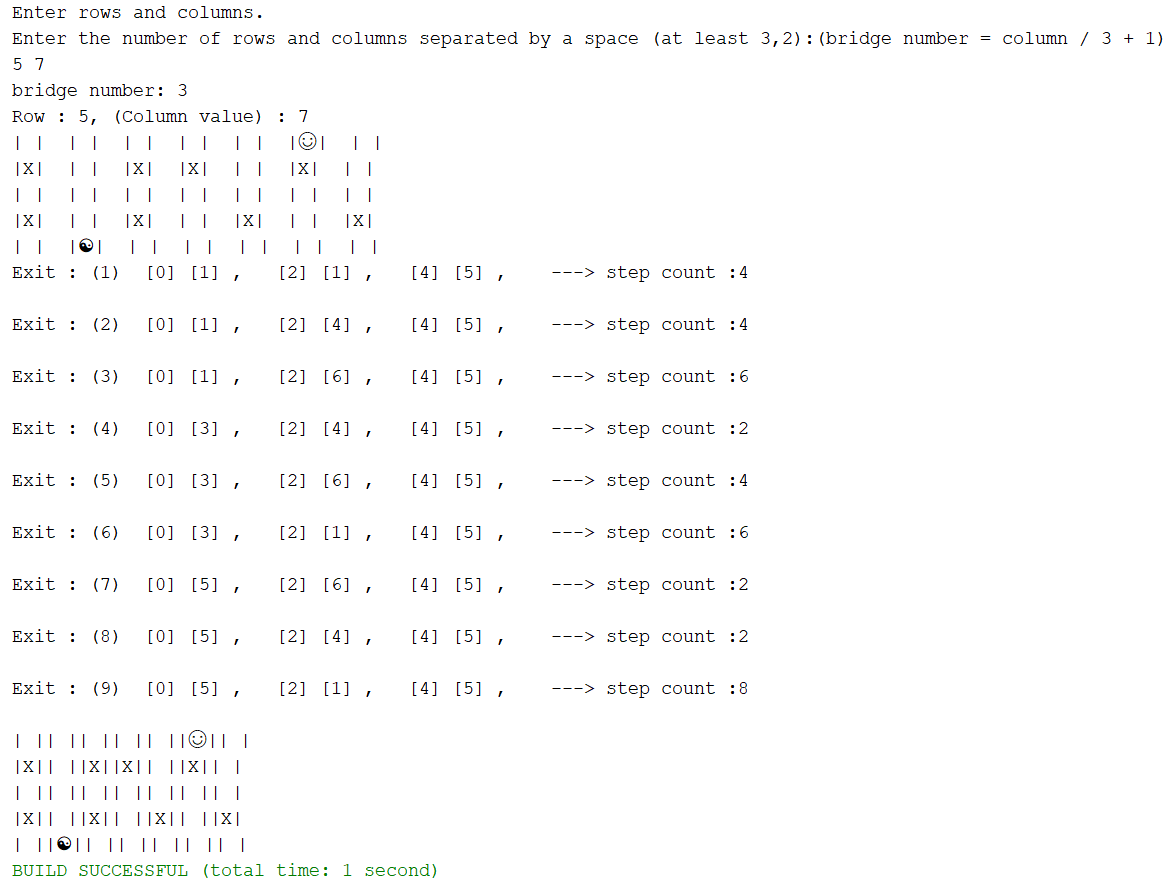 Enter rows and columns.
Enter the number of rows and columns separated by a space (at least 3,2):(bridge number = column / 3 + 1)
5 7
bridge number: 3
Row : 5, (Column value) : 7
| |  | |  | |  | |  | |  |☺|  | |
|X|  | |  |X|  |X|  | |  |X|  | |
| |  | |  | |  | |  | |  | |  | |
|X|  | |  |X|  | |  |X|  | |  |X|
| |  |☯|  | |  | |  | |  | |  | |
Exit : (1)  [0] [1] ,   [2] [1] ,   [4] [5] ,    ---> step count :4
Exit : (2)  [0] [1] ,   [2] [4] ,   [4] [5] ,    ---> step count :4
Exit : (3)  [0] [1] ,   [2] [6] ,   [4] [5] ,    ---> step count :6
Exit : (4)  [0] [3] ,   [2] [4] ,   [4] [5] ,    ---> step count :2
Exit : (5)  [0] [3] ,   [2] [6] ,   [4] [5] ,    ---> step count :4
Exit : (6)  [0] [3] ,   [2] [1] ,   [4] [5] ,    ---> step count :6
Exit : (7)  [0] [5] ,   [2] [6] ,   [4] [5] ,    ---> step count :2
Exit : (8)  [0] [5] ,   [2] [4] ,   [4] [5] ,    ---> step count :2
Exit : (9)  [0] [5] ,   [2] [1] ,   [4] [5] ,    ---> step count :8
| || || || || ||☺|| |
|X|| ||X||X|| ||X|| |
| || || || || || || |
|X|| ||X|| ||X|| ||X|
| ||☯|| || || || || |
BUILD SUCCESSFUL (total time: 1 second)